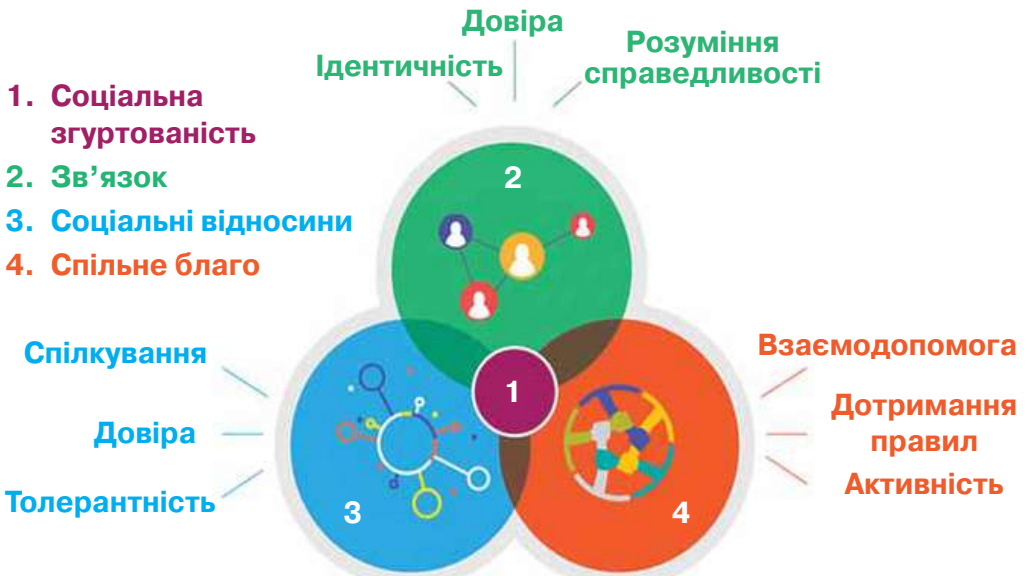 Довіра
Ідентичність
Розуміння
справедливості
1. Соціальна
згуртованість
2. Зв’язок
3. Соціальні відносини
4. Спільне благо
2
Спілкування
Довіра
Толерантність
1
3
4
Взаємодопомога
Дотримання
правил
Активність